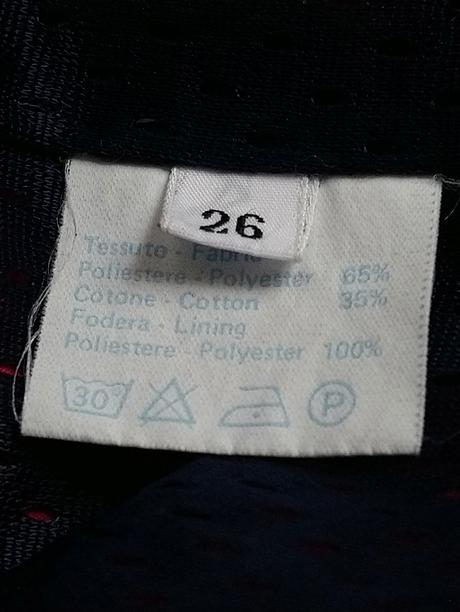 26
Tessuto - Fabric
Poliestere - Polyester 65%
Cotone - Cotton 35%
Fodera - Lining
Poliestere - Polyester 100%
30° P